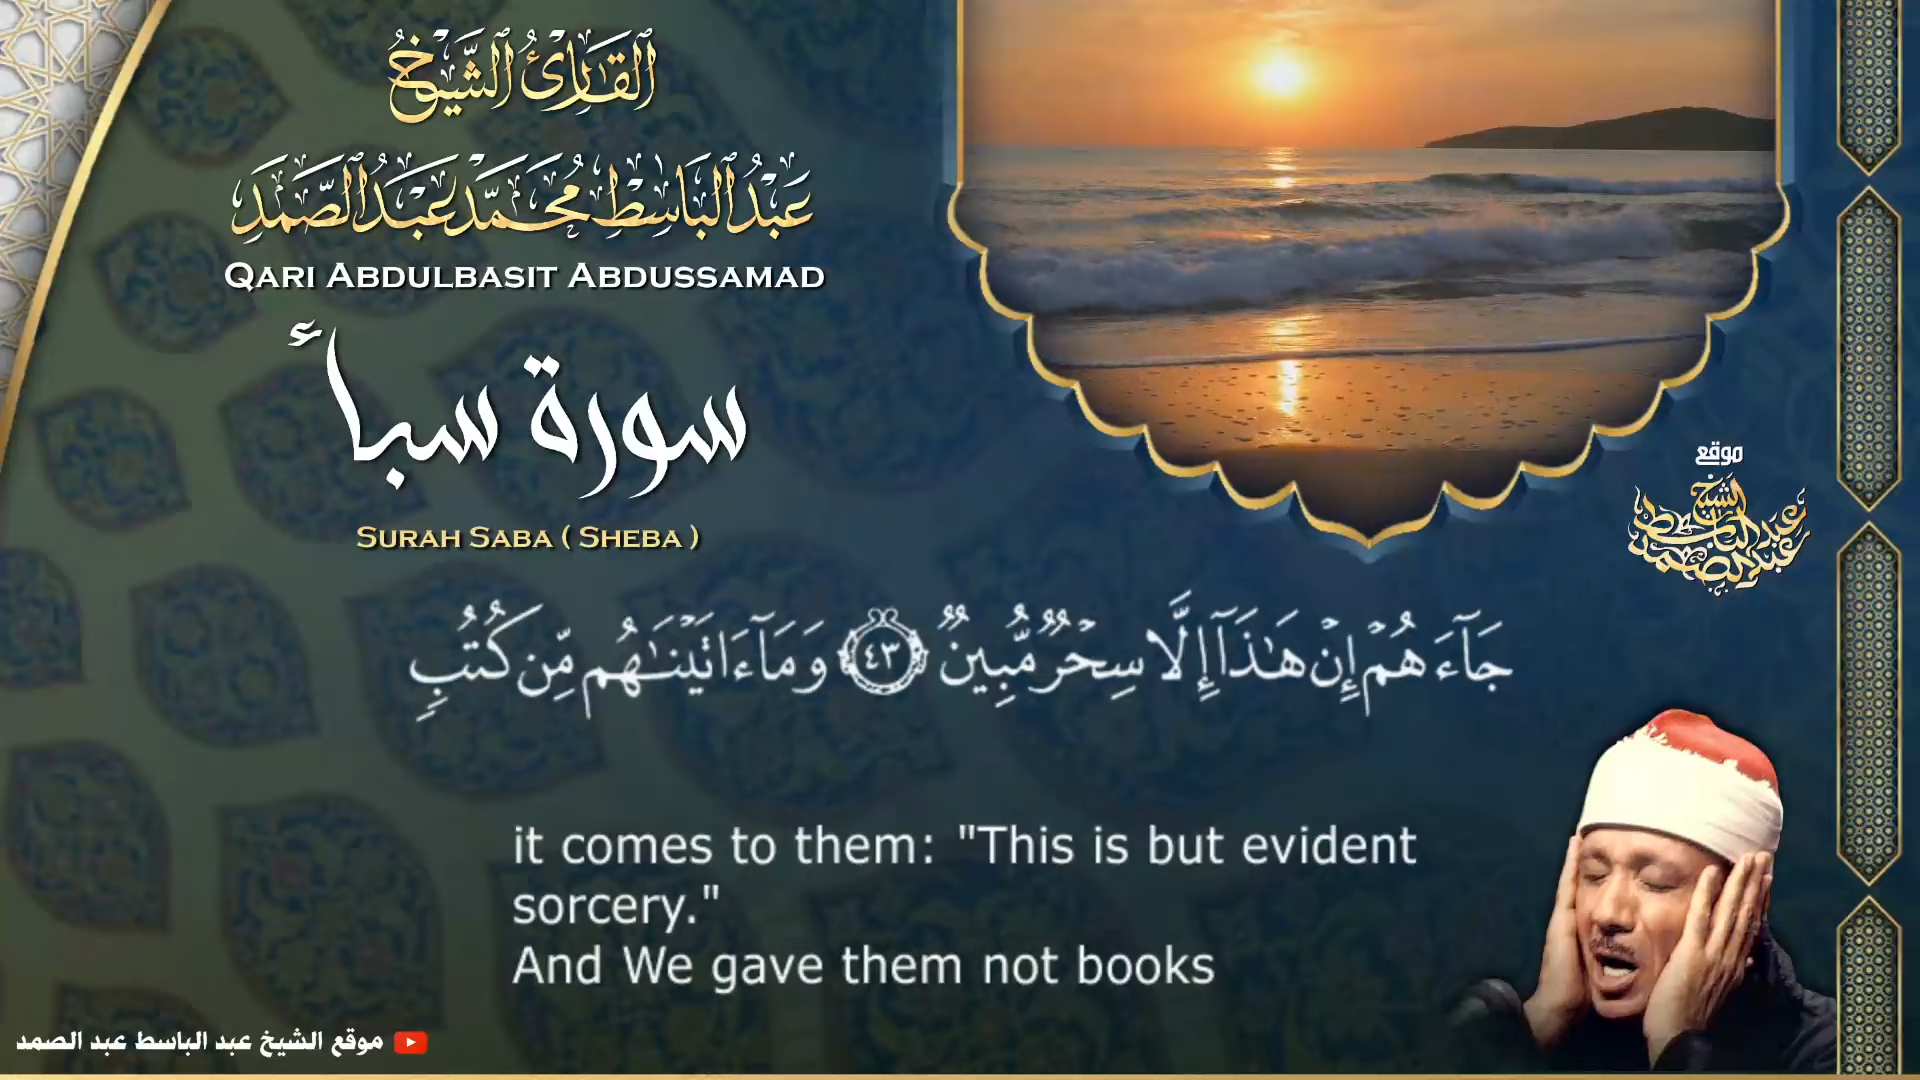 القارئ الشيخ
عبد الباسط محمد عبد الصمد
QARI ABDULBASIT ABDUSSAMAD
سورة سبأ
SURAH SABA ( SHEBA )
موقع
الشيخ
عبد الباسط
عبد الصمد
جَآءَهُمْ إِنْ هَٰذَآ إِلَّا سِحْرٌ مُّبِينٌ ٤٣ وَمَآ ءَاتَيْنَٰهُم مِّن كُتُبٍ
it comes to them: "This is but evident
sorcery."
And We gave them not books
موقع الشيخ عبد الباسط عبد الصمد